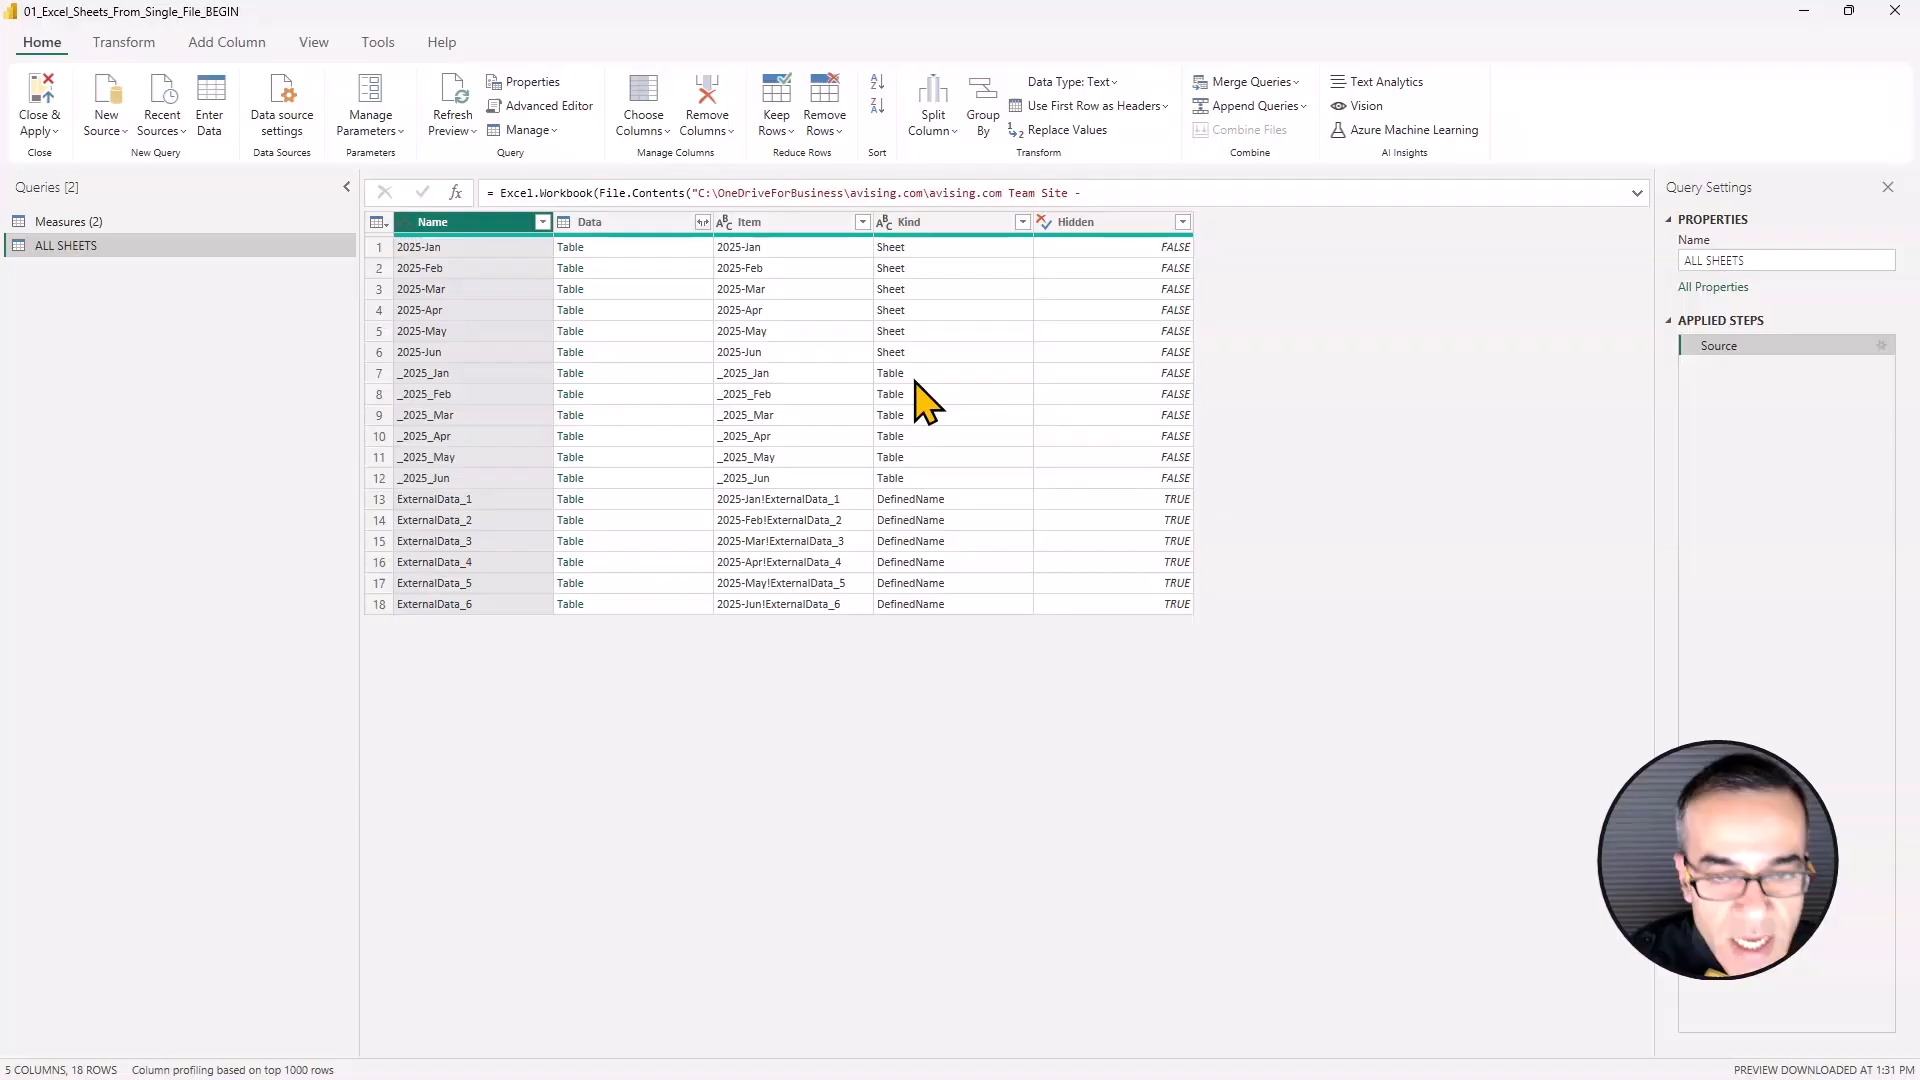 01_Excel_Sheets_From_Single_File_BEGIN
Home Transform Add Column View Tools Help
Close & Apply
Close
New Source
Recent Sources
Enter Data
New Query
Data source settings
Data Sources
Manage Parameters
Parameters
Refresh Preview
Properties
Advanced Editor
Manage
Query
Choose Columns
Remove Columns
Manage Columns
Keep Rows
Remove Rows
Reduce Rows
Sort
Split Column
Group By
Data Type: Text
Use First Row as Headers
Replace Values
Transform
Merge Queries
Append Queries
Combine Files
Combine
Text Analytics
Vision
Azure Machine Learning
AI Insights
Queries [2]
Measures (2)
ALL SHEETS
fx = Excel.Workbook(File.Contents("C:\OneDriveForBusiness\avising.com\avising.com Team Site -
Name Data Item Kind Hidden
1 2025-Jan Table 2025-Jan Sheet FALSE
2 2025-Feb Table 2025-Feb Sheet FALSE
3 2025-Mar Table 2025-Mar Sheet FALSE
4 2025-Apr Table 2025-Apr Sheet FALSE
5 2025-May Table 2025-May Sheet FALSE
6 2025-Jun Table 2025-Jun Sheet FALSE
7 _2025_Jan Table _2025_Jan Table FALSE
8 _2025_Feb Table _2025_Feb Table FALSE
9 _2025_Mar Table _2025_Mar Table FALSE
10 _2025_Apr Table _2025_Apr Table FALSE
11 _2025_May Table _2025_May Table FALSE
12 _2025_Jun Table _2025_Jun Table FALSE
13 ExternalData_1 Table 2025-Jan!ExternalData_1 DefinedName TRUE
14 ExternalData_2 Table 2025-Feb!ExternalData_2 DefinedName TRUE
15 ExternalData_3 Table 2025-Mar!ExternalData_3 DefinedName TRUE
16 ExternalData_4 Table 2025-Apr!ExternalData_4 DefinedName TRUE
17 ExternalData_5 Table 2025-May!ExternalData_5 DefinedName TRUE
18 ExternalData_6 Table 2025-Jun!ExternalData_6 DefinedName TRUE
Query Settings
PROPERTIES
Name
ALL SHEETS
All Properties
APPLIED STEPS
Source
5 COLUMNS, 18 ROWS Column profiling based on top 1000 rows
PREVIEW DOWNLOADED AT 1:31 PM